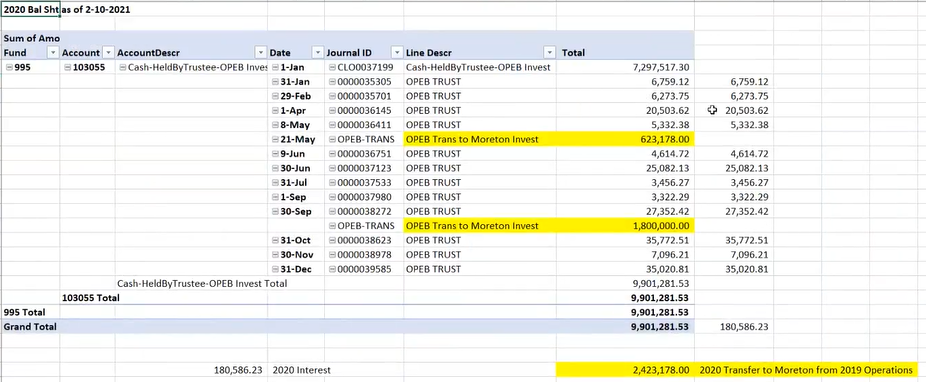 2020 Bal Sht as of 2-10-2021
Sum of Amo
Fund Account AccountDescr Date Journal ID Line Descr Total
995 103055 Cash-HeldByTrustee-OPEB Inves 1-Jan CLO0037199 Cash-HeldByTrustee-OPEB Invest 7,297,517.30
31-Jan 0000035305 OPEB TRUST 6,759.12 6,759.12
29-Feb 0000035701 OPEB TRUST 6,273.75 6,273.75
1-Apr 0000036145 OPEB TRUST 20,503.62 20,503.62
8-May 0000036411 OPEB TRUST 5,332.38 5,332.38
21-May OPEB-TRANS OPEB Trans to Moreton Invest 623,178.00
9-Jun 0000036751 OPEB TRUST 4,614.72 4,614.72
30-Jun 0000037123 OPEB TRUST 25,082.13 25,082.13
31-Jul 0000037533 OPEB TRUST 3,456.27 3,456.27
1-Sep 0000037980 OPEB TRUST 3,322.29 3,322.29
30-Sep 0000038272 OPEB TRUST 27,352.42 27,352.42
OPEB-TRANS OPEB Trans to Moreton Invest 1,800,000.00
31-Oct 0000038623 OPEB TRUST 35,772.51 35,772.51
30-Nov 0000038978 OPEB TRUST 7,096.21 7,096.21
31-Dec 0000039585 OPEB TRUST 35,020.81 35,020.81
Cash-HeldByTrustee-OPEB Invest Total 9,901,281.53
103055 Total 9,901,281.53
995 Total 9,901,281.53
Grand Total 9,901,281.53 180,586.23
180,586.23 2020 Interest 2,423,178.00 2020 Transfer to Moreton from 2019 Operations